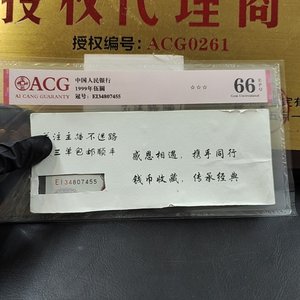 授权代理商
授权编号：ACG0261
ACG
AI CANG GUARANTY
中国人民银行
1999年伍圆
冠号：EI34807455
☆☆☆
66
关注主播不迷路
三单包邮顺丰
感恩相遇，携手同行
钱币收藏，传承经典
EI34807455